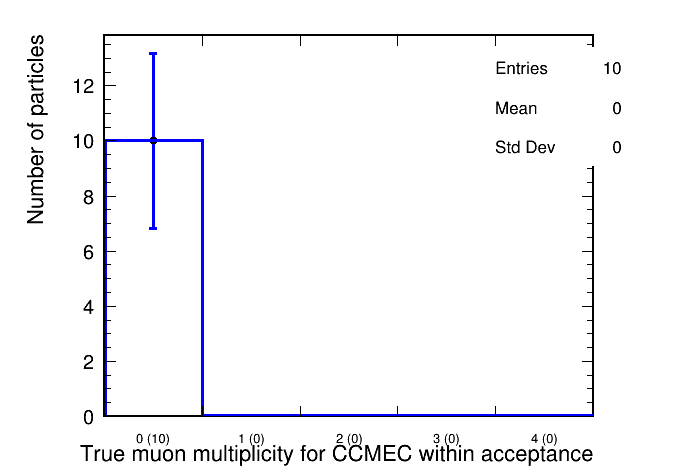 Number of particles
Entries 10
Mean 0
Std Dev 0
12
10
8
6
4
2
0
0 (10) 1 (0) 2 (0) 3 (0) 4 (0)
True muon multiplicity for CCMEC within acceptance